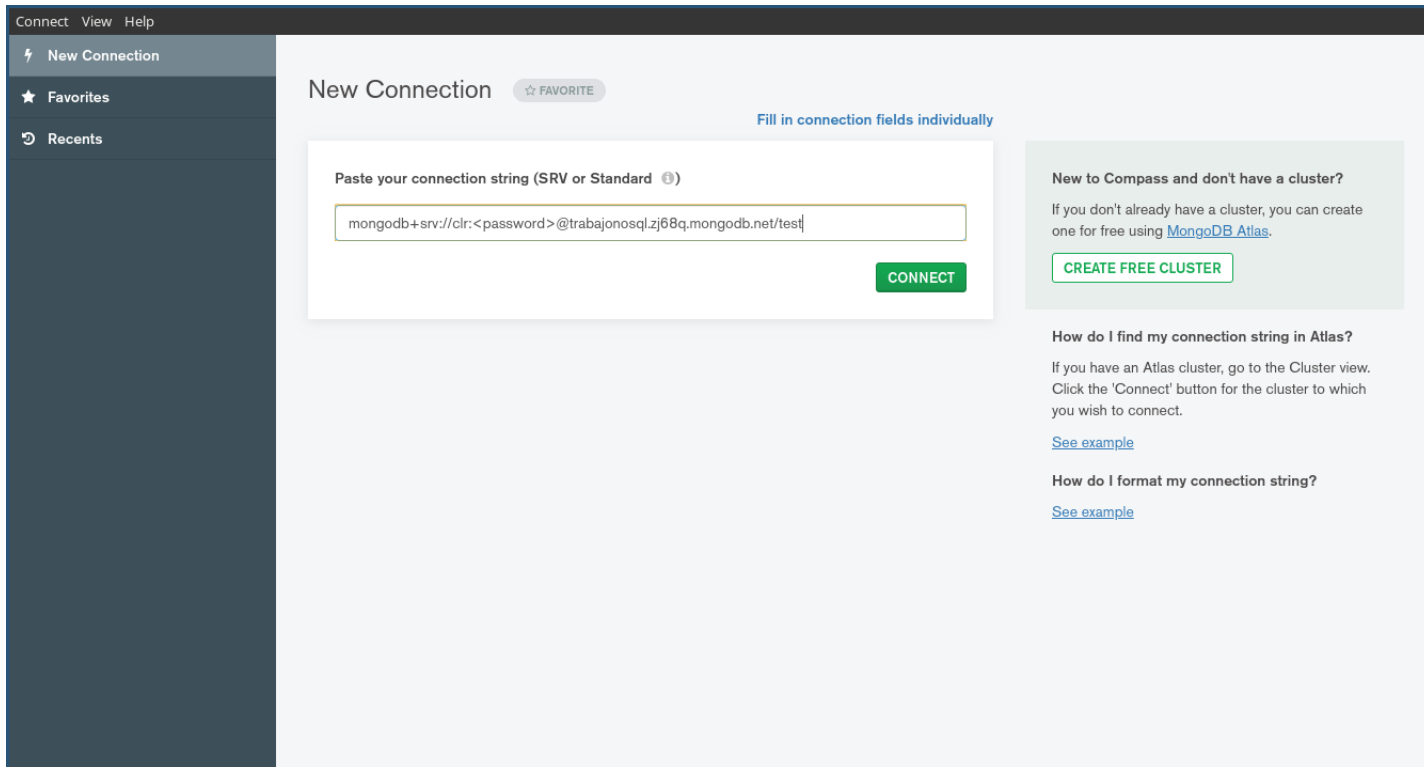 Connect View Help
New Connection
Favorites
Recents
New Connection
FAVORITE
Fill in connection fields individually
Paste your connection string (SRV or Standard i)
mongodb+srv://clr:<password>@trabajonosql.zj68q.mongodb.net/test
CONNECT
New to Compass and don't have a cluster?
If you don't already have a cluster, you can create
one for free using MongoDB Atlas.
CREATE FREE CLUSTER
How do I find my connection string in Atlas?
If you have an Atlas cluster, go to the Cluster view.
Click the 'Connect' button for the cluster to which
you wish to connect.
See example
How do I format my connection string?
See example